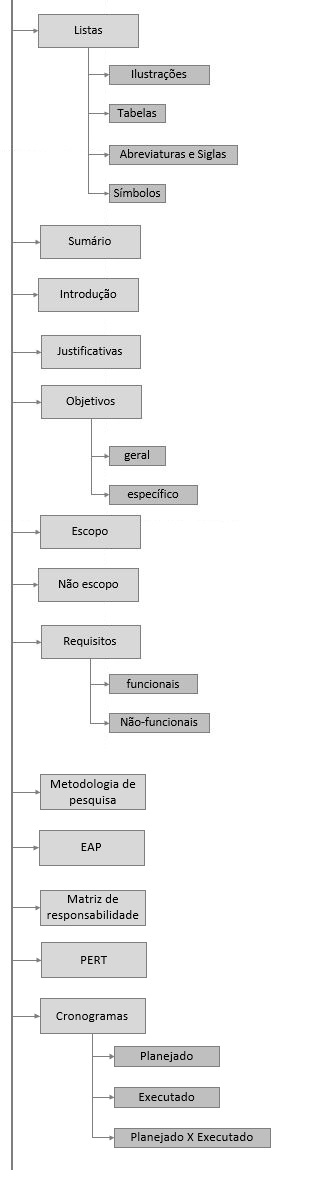 Listas
Ilustrações
Tabelas
Abreviaturas e Siglas
Símbolos
Sumário
Introdução
Justificativas
Objetivos
geral
específico
Escopo
Não escopo
Requisitos
funcionais
Não-funcionais
Metodologia de
pesquisa
EAP
Matriz de
responsabilidade
PERT
Cronogramas
Planejado
Executado
Planejado X Executado